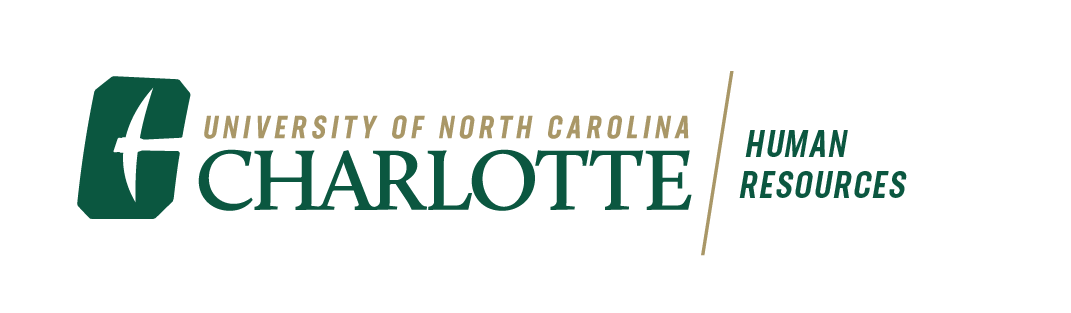 UNIVERSITY OF NORTH CAROLINA
CHARLOTTE
HUMAN
RESOURCES